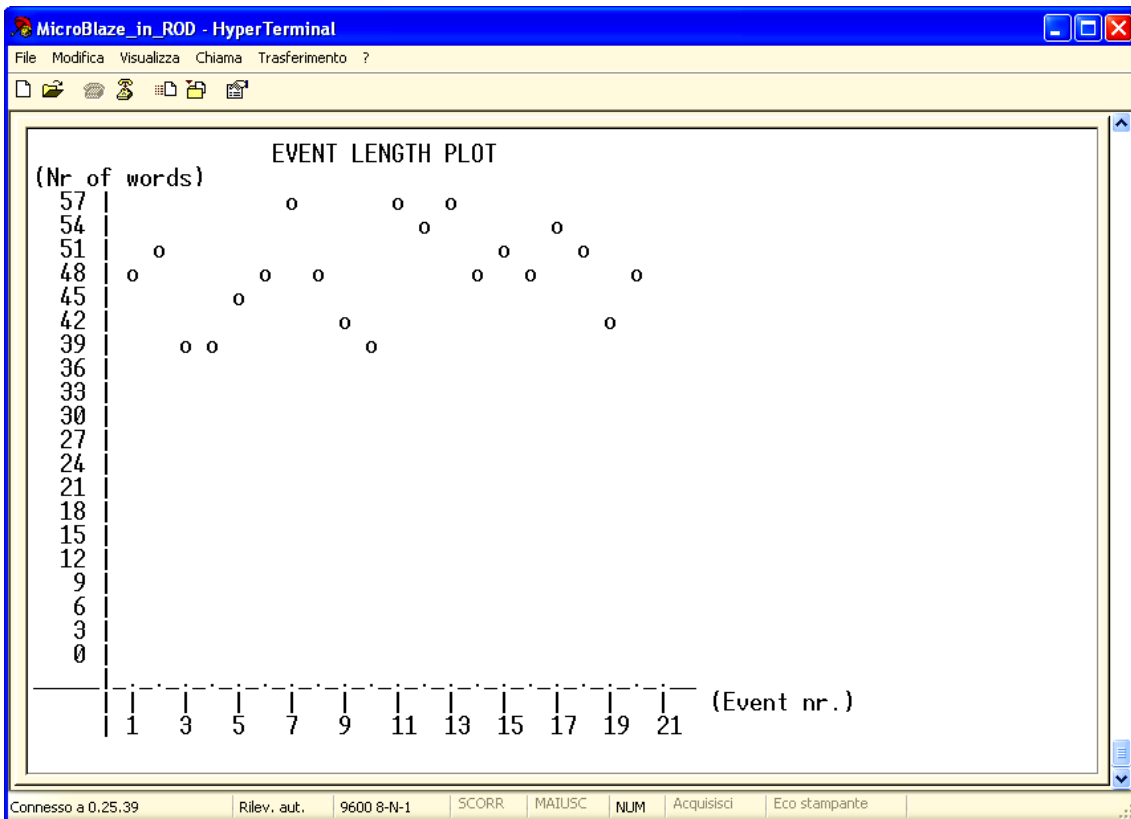 MicroBlaze_in_ROD - HyperTerminal
File Modifica Visualizza Chiama Trasferimento ?
EVENT LENGTH PLOT
(Nr of words)
57
54
51
48
45
42
39
36
33
30
27
24
21
18
15
12
9
6
3
0
(Event nr.)
1 3 5 7 9 11 13 15 17 19 21
Connesso a 0.25.39 Rilev. aut. 9600 8-N-1 SCORR MAIUSC NUM Acquisisci Eco stampante